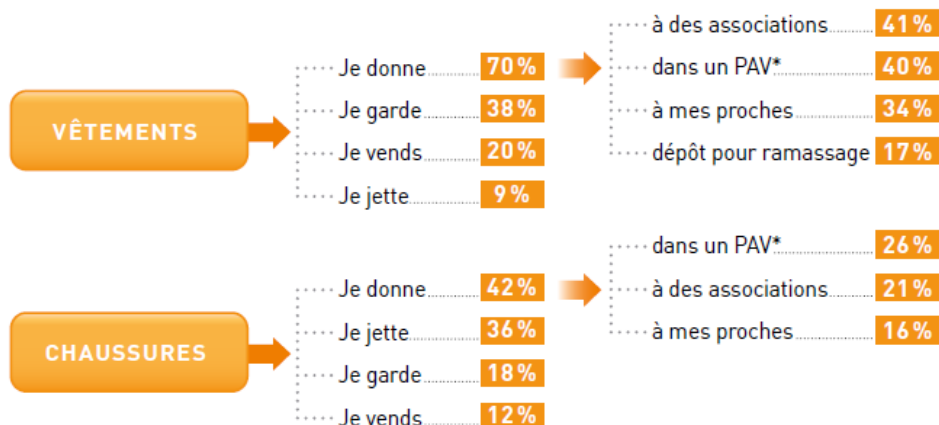 VÊTEMENTS
Je donne 70%
Je garde 38%
Je vends 20%
Je jette 9%
à des associations 41%
dans un PAV* 40%
à mes proches 34%
dépôt pour ramassage 17%
CHAUSSURES
Je donne 42%
Je jette 36%
Je garde 18%
Je vends 12%
dans un PAV* 26%
à des associations 21%
à mes proches 16%